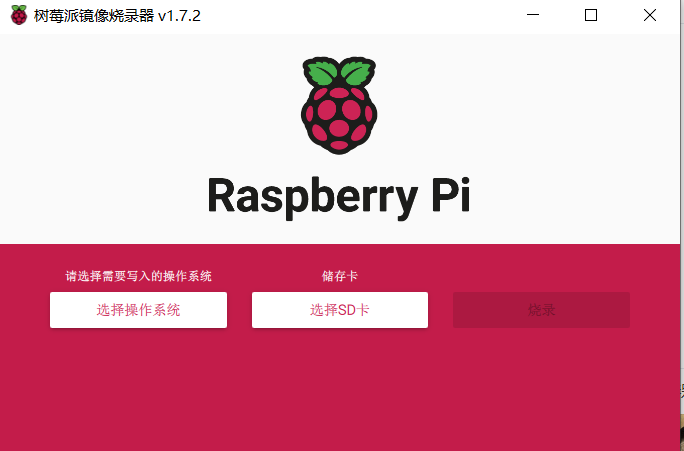 树莓派镜像烧录器 v1.7.2
Raspberry Pi
请选择需要写入的操作系统
储存卡
选择操作系统
选择SD卡
烧录